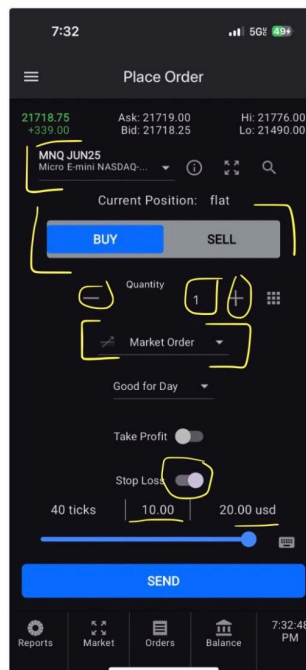 7:32
5G 49+
Place Order
21718.75 Ask: 21719.00 Hi: 21776.00
+339.00 Bid: 21718.25 Lo: 21490.00
MNQ JUN25
Micro E-mini NASDAQ-...
Current Position: flat
BUY SELL
Quantity
1
Market Order
Good for Day
Take Profit
Stop Loss
40 ticks 10.00 20.00 usd
SEND
Reports Market Orders Balance 7:32:48 PM